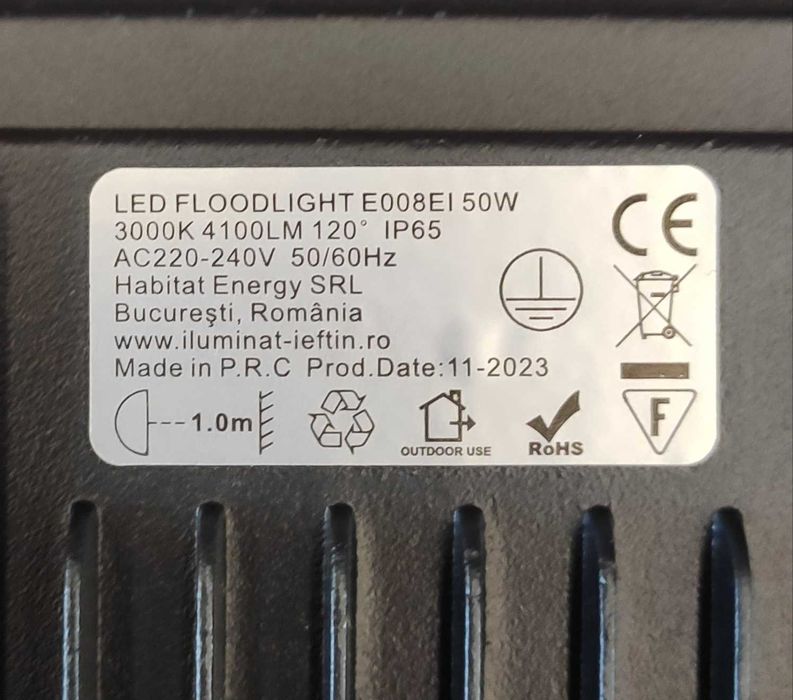 LED FLOODLIGHT E008EI 50W
3000K 4100LM 120° IP65
AC220-240V 50/60Hz
Habitat Energy SRL
Bucureşti, România
www.iluminat-ieftin.ro
Made in P.R.C Prod.Date:11-2023
CE
1.0m
OUTDOOR USE
RoHS
F